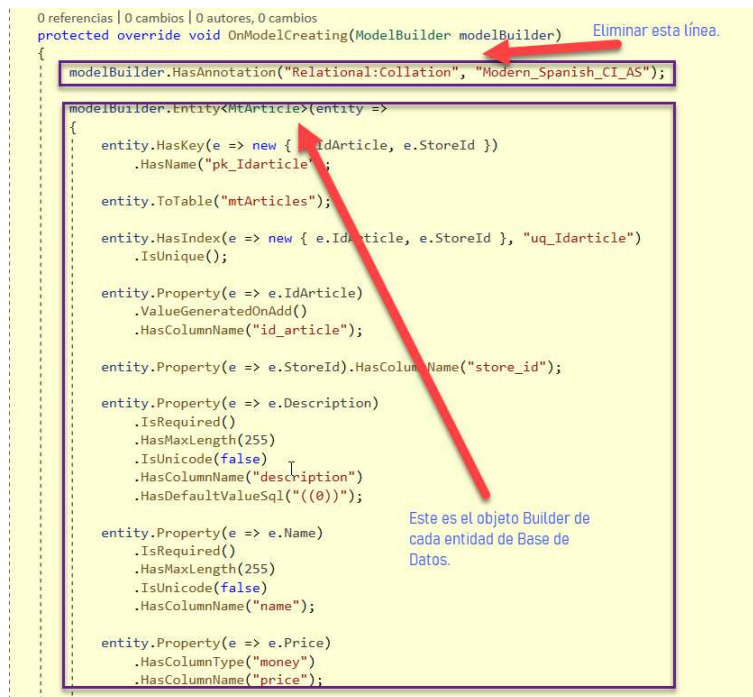 0 referencias | 0 cambios | 0 autores, 0 cambios
protected override void OnModelCreating(ModelBuilder modelBuilder)
Eliminar esta línea.
{
modelBuilder.HasAnnotation("Relational:Collation", "Modern_Spanish_CI_AS");
modelBuilder.Entity<MtArticle>(entity =>
{
entity.HasKey(e => new { IdArticle, e.StoreId })
.HasName("pk_Idarticle" ;
entity.ToTable("mtArticles");
entity.HasIndex(e => new { e.IdArticle, e.StoreId }, "uq_Idarticle")
.IsUnique();
entity.Property(e => e.IdArticle)
.ValueGeneratedOnAdd()
.HasColumnName("id_article");
entity.Property(e => e.StoreId).HasColumnName("store_id");
entity.Property(e => e.Description)
.IsRequired()
.HasMaxLength(255)
.IsUnicode(false)
.HasColumnName("description")
.HasDefaultValueSql("((0))");
Este es el objeto Builder de
cada entidad de Base de
Datos.
entity.Property(e => e.Name)
.IsRequired()
.HasMaxLength(255)
.IsUnicode(false)
.HasColumnName("name");
entity.Property(e => e.Price)
.HasColumnType("money")
.HasColumnName("price");